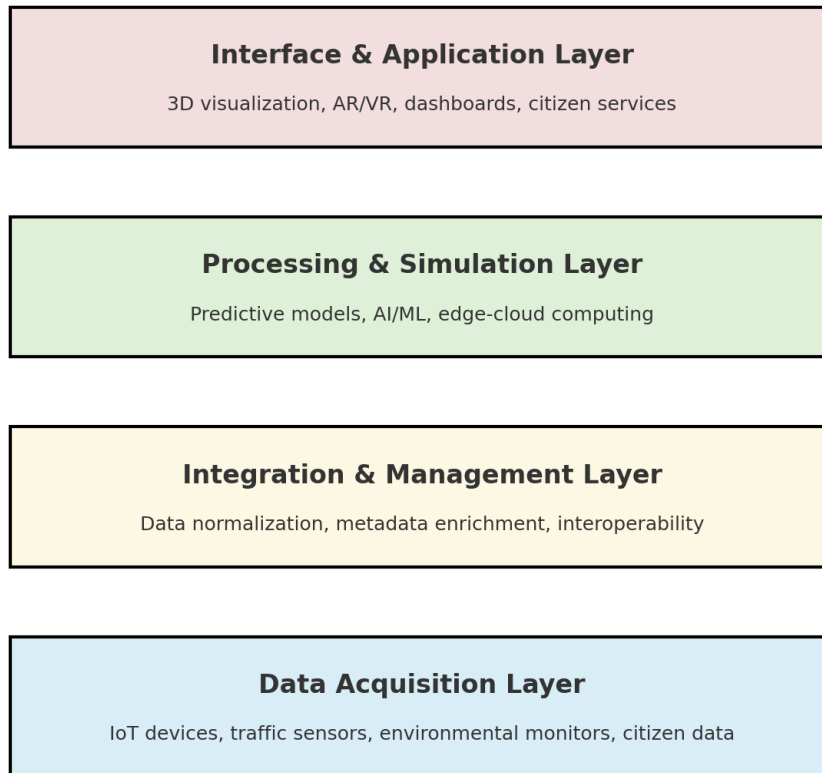 Interface & Application Layer
3D visualization, AR/VR, dashboards, citizen services
Processing & Simulation Layer
Predictive models, AI/ML, edge-cloud computing
Integration & Management Layer
Data normalization, metadata enrichment, interoperability
Data Acquisition Layer
IoT devices, traffic sensors, environmental monitors, citizen data